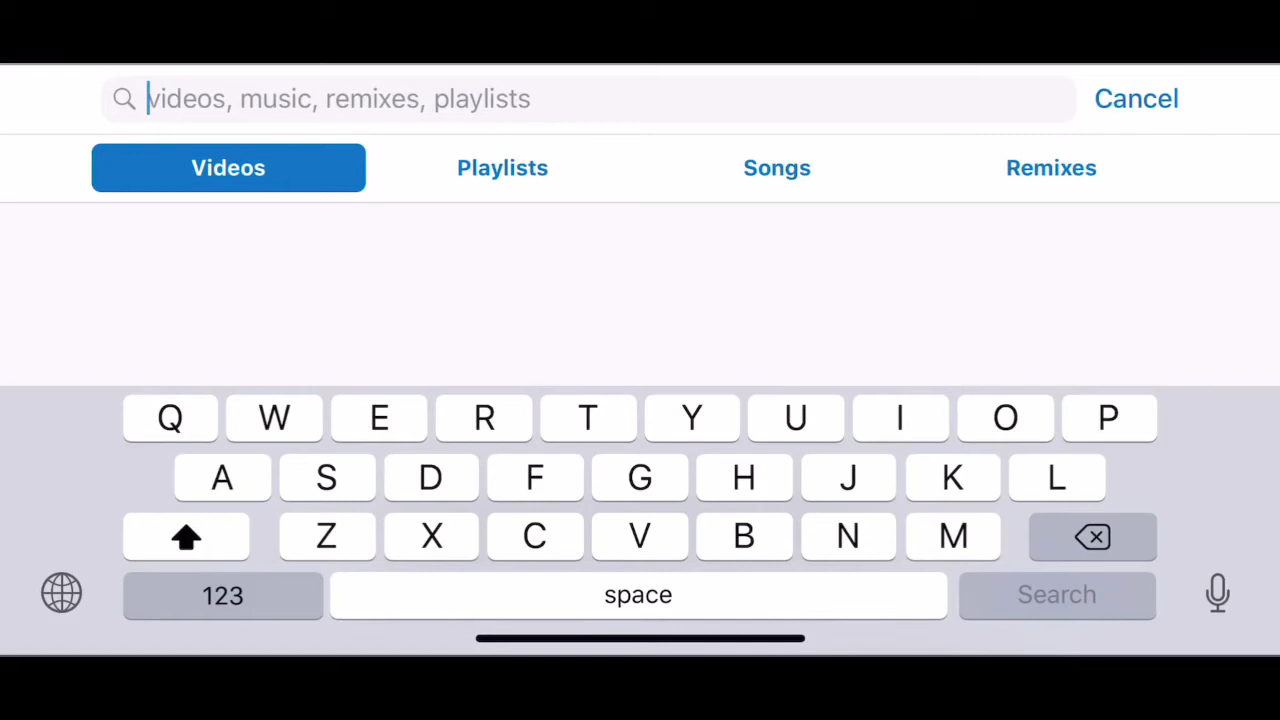 videos, music, remixes, playlists Cancel
Videos Playlists Songs Remixes
Q W E R T Y U I O P
A S D F G H J K L
Z X C V B N M
123 space Search